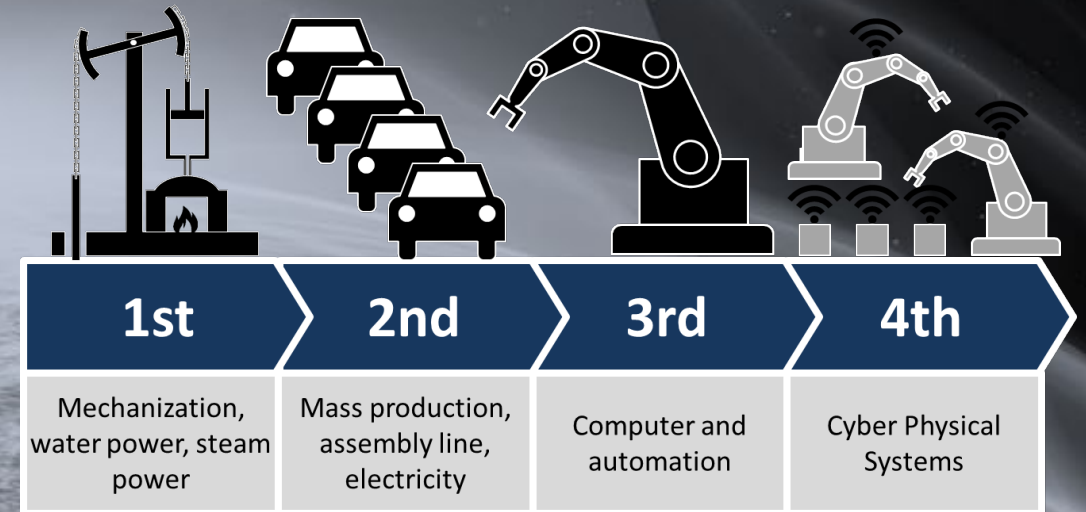 1st
2nd
3rd
4th
Mechanization,
water power, steam
power
Mass production,
assembly line,
electricity
Computer and
automation
Cyber Physical
Systems